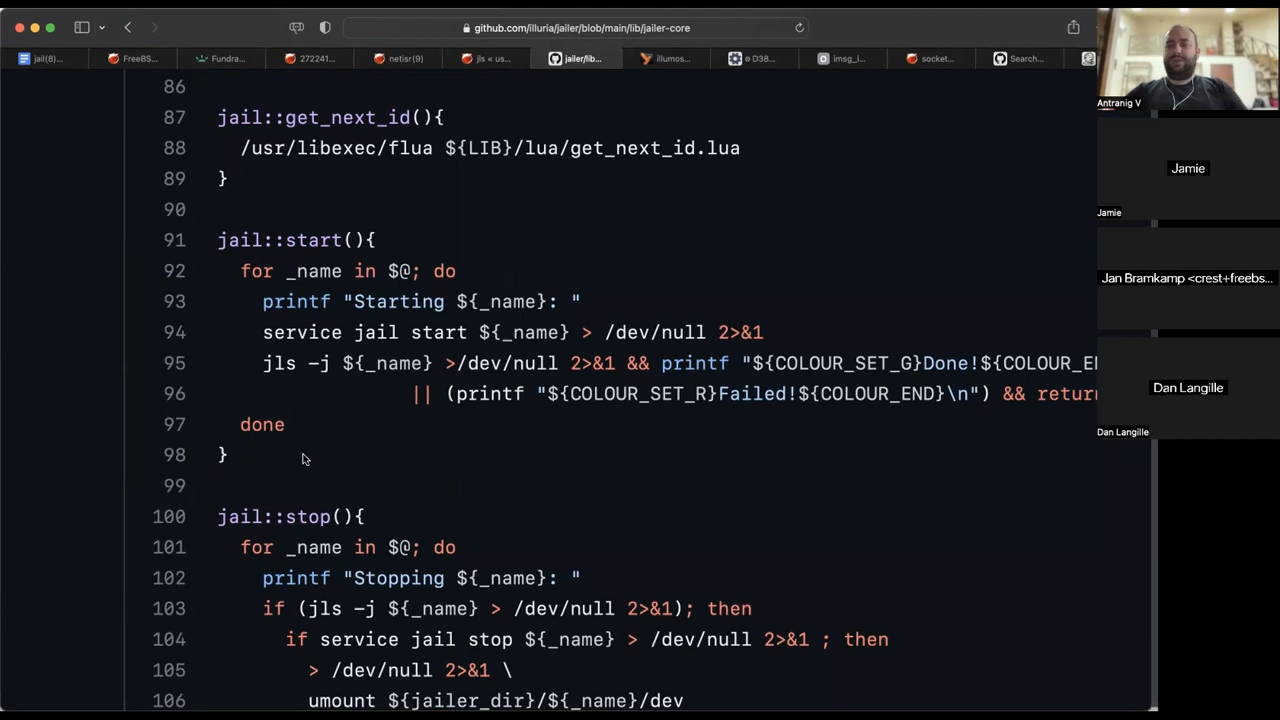 github.com/illuria/jailer/blob/main/lib/jailer-core
jail(8)...
FreeBS...
Fundra...
272241...
netisr(9)...
jls « us...
jailer/lib...
illumos...
D38...
imsg_i...
socket...
Search...
86
87 jail::get_next_id(){
88 /usr/libexec/flua ${LIB}/lua/get_next_id.lua
89 }
90
91 jail::start(){
92 for _name in $@; do
93 printf "Starting ${_name}: "
94 service jail start ${_name} > /dev/null 2>&1
95 jls -j ${_name} >/dev/null 2>&1 && printf "${COLOUR_SET_G}Done!${COLOUR_EN
96 || (printf "${COLOUR_SET_R}Failed!${COLOUR_END}\n") && return
97 done
98 }
99
100 jail::stop(){
101 for _name in $@; do
102 printf "Stopping ${_name}: "
103 if (jls -j ${_name} > /dev/null 2>&1); then
104 if service jail stop ${_name} > /dev/null 2>&1 ; then
105 > /dev/null 2>&1 \
106 umount ${jailer_dir}/${_name}/dev
Antranig V
Jamie
Jamie
Jan Bramkamp <crest+freebs...
Dan Langille
Dan Langille